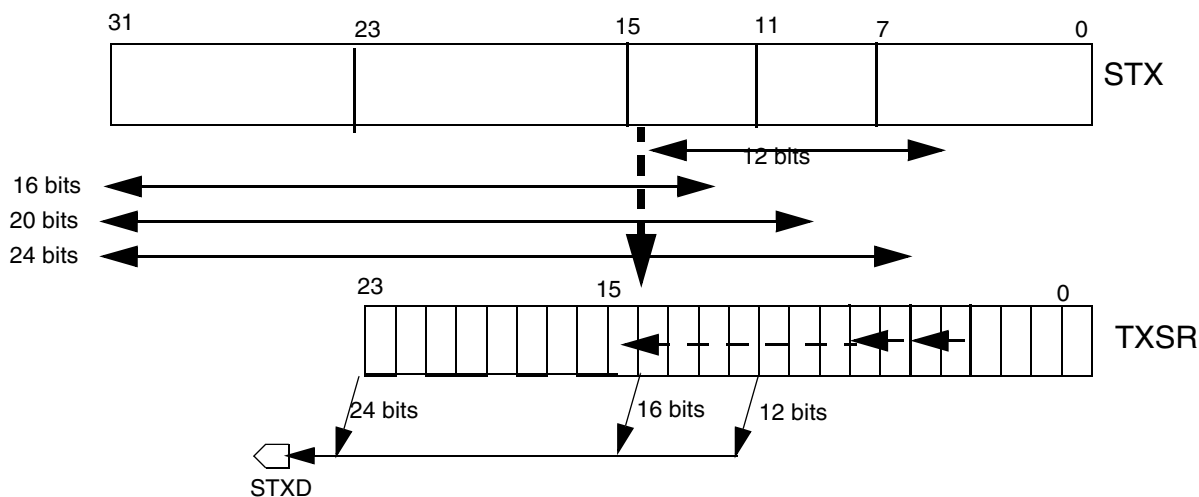 31 23 15 11 7 0
STX
12 bits
16 bits
20 bits
24 bits
23 15 0
TXSR
24 bits 16 bits 12 bits
STXD